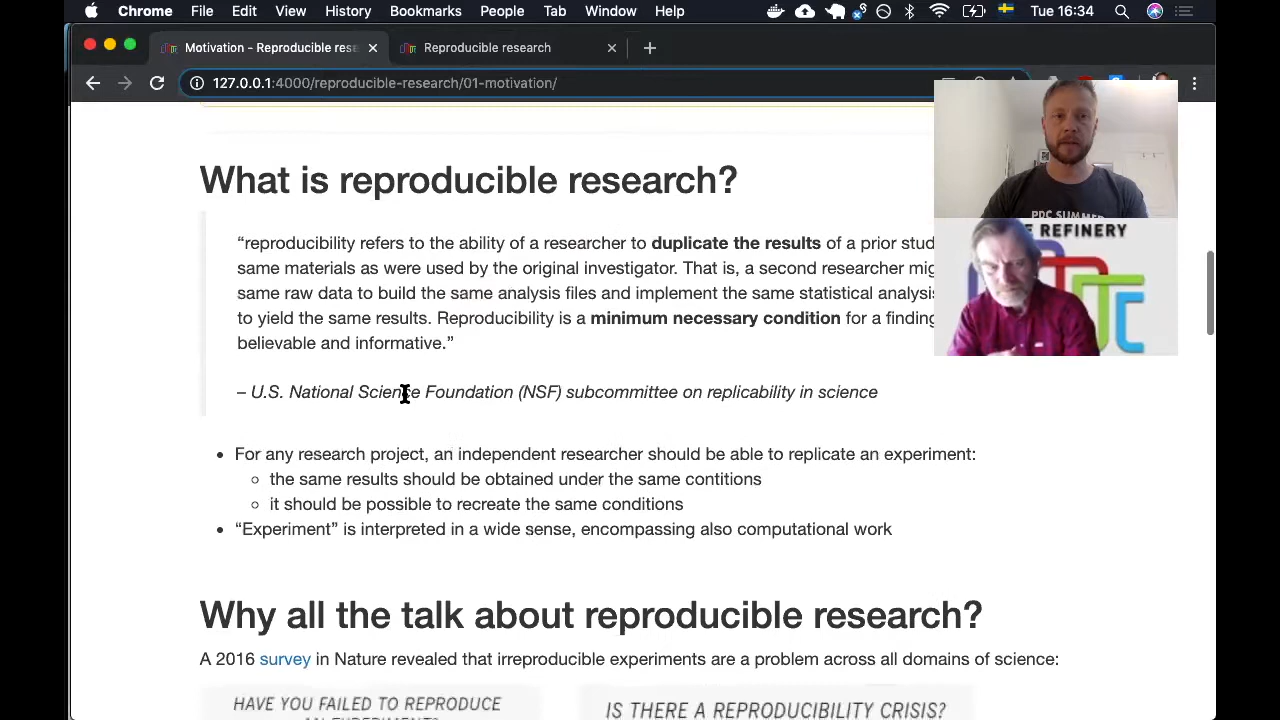 Chrome File Edit View History Bookmarks People Tab Window Help Tue 16:34
Motivation - Reproducible rese
Reproducible research
127.0.0.1:4000/reproducible-research/01-motivation/
What is reproducible research?
“reproducibility refers to the ability of a researcher to duplicate the results of a prior stud
same materials as were used by the original investigator. That is, a second researcher mig
same raw data to build the same analysis files and implement the same statistical analysis
to yield the same results. Reproducibility is a minimum necessary condition for a finding
believable and informative.”
– U.S. National Science Foundation (NSF) subcommittee on replicability in science
For any research project, an independent researcher should be able to replicate an experiment:
the same results should be obtained under the same contitions
it should be possible to recreate the same conditions
“Experiment” is interpreted in a wide sense, encompassing also computational work
Why all the talk about reproducible research?
A 2016 survey in Nature revealed that irreproducible experiments are a problem across all domains of science:
HAVE YOU FAILED TO REPRODUCE
AN EXPERIMENT?
IS THERE A REPRODUCIBILITY CRISIS?
PDC SUMME
E REFINERY